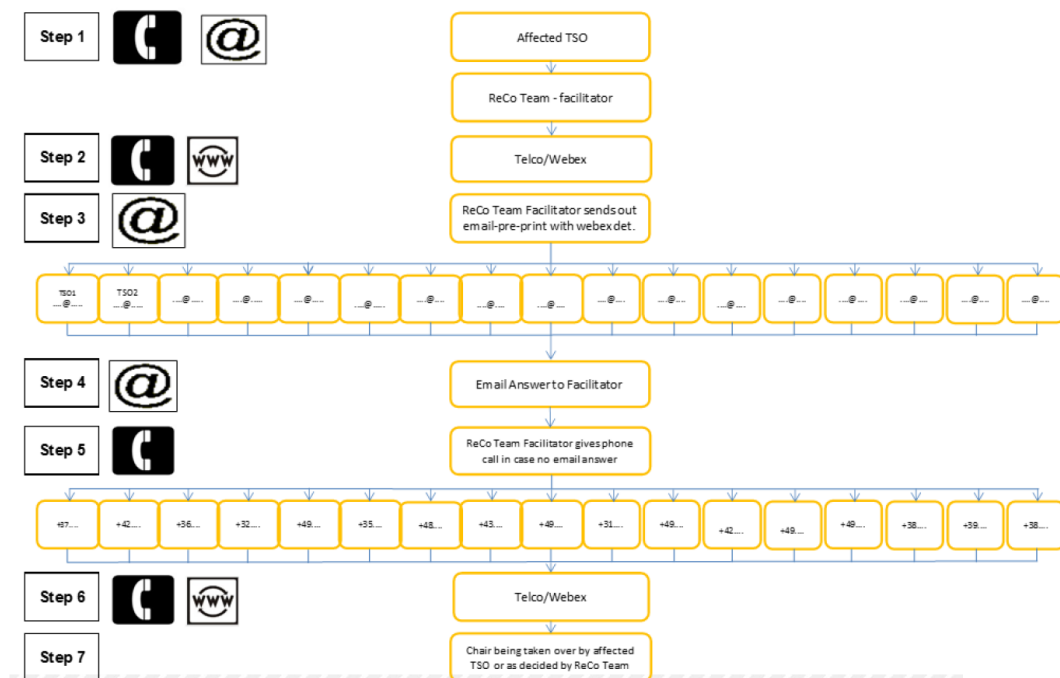 Step 1
@
Affected TSO
ReCo Team - facilitator
Step 2
WWW
Telco/Webex
Step 3
@
ReCo Team Facilitator sends out
email-pre-print with webex det.
TSO1
....@.....
TSO2
....@.....
....@.....
....@.....
....@.....
....@.....
....@....
....@.....
....@....
....@....
....@....
....@....
....@....
....@....
....@....
....@....
....@....
Step 4
@
Email Answer to Facilitator
Step 5
ReCo Team Facilitator gives phone
call in case no email answer
+37.... +42.... +36.... +32.... +49.... +35.... +48.... +43.... +49.... +31.... +49.... +42.... +49.... +49.... +38.... +39.... +38....
Step 6
WWW
Telco/Webex
Step 7
Chair being taken over by affected
TSO or as decided by ReCo Team